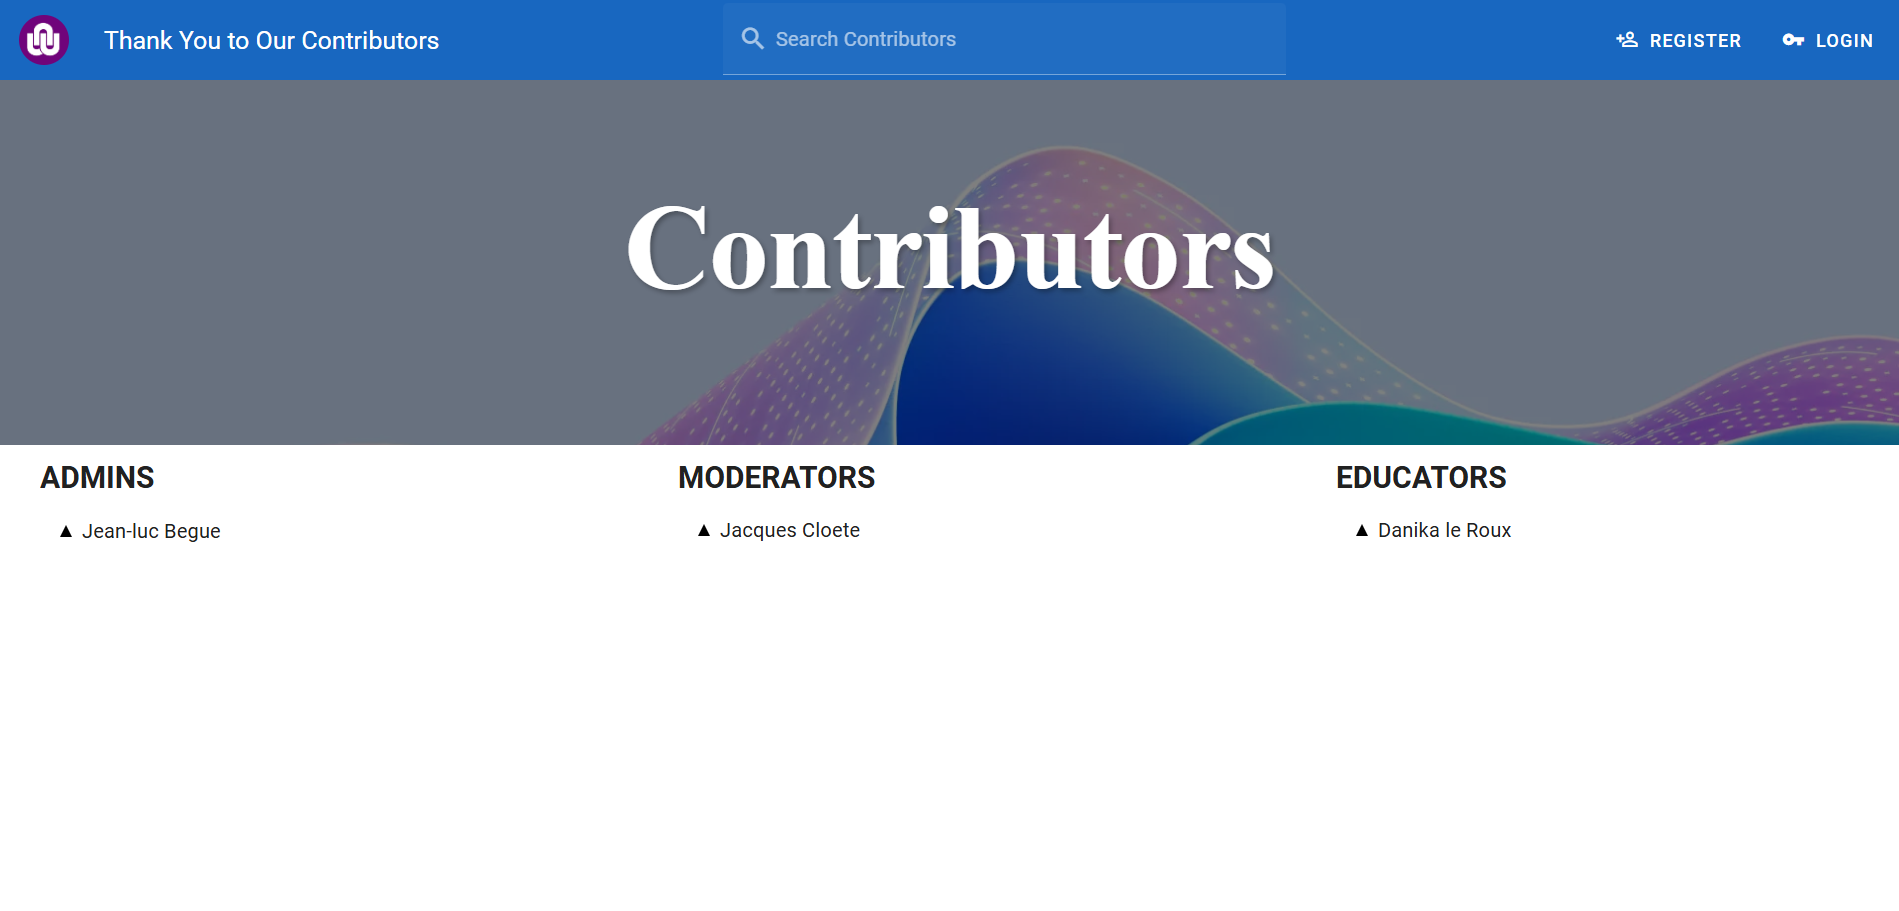 Thank You to Our Contributors
Search Contributors
REGISTER
LOGIN
Contributors
ADMINS
Jean-luc Begue
MODERATORS
Jacques Cloete
EDUCATORS
Danika le Roux